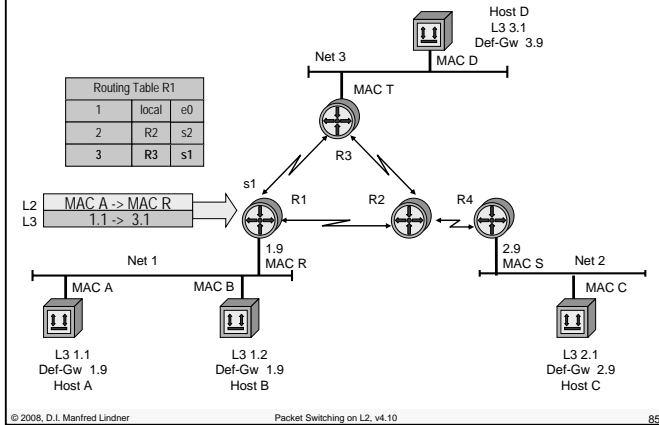 Host D
L3 3.1
Def-Gw 3.9
Net 3
MAC D
MAC T
Routing Table R1
1 local e0
2 R2 s2
3 R3 s1
R3
s1
R1
R2
R4
L2 MAC A -> MAC R
L3 1.1 -> 3.1
1.9
MAC R
2.9
MAC S
Net 1
Net 2
MAC A
MAC B
MAC C
L3 1.1
Def-Gw 1.9
Host A
L3 1.2
Def-Gw 1.9
Host B
L3 2.1
Def-Gw 2.9
Host C
© 2008, D.I. Manfred Lindner
Packet Switching on L2, v4.10
85